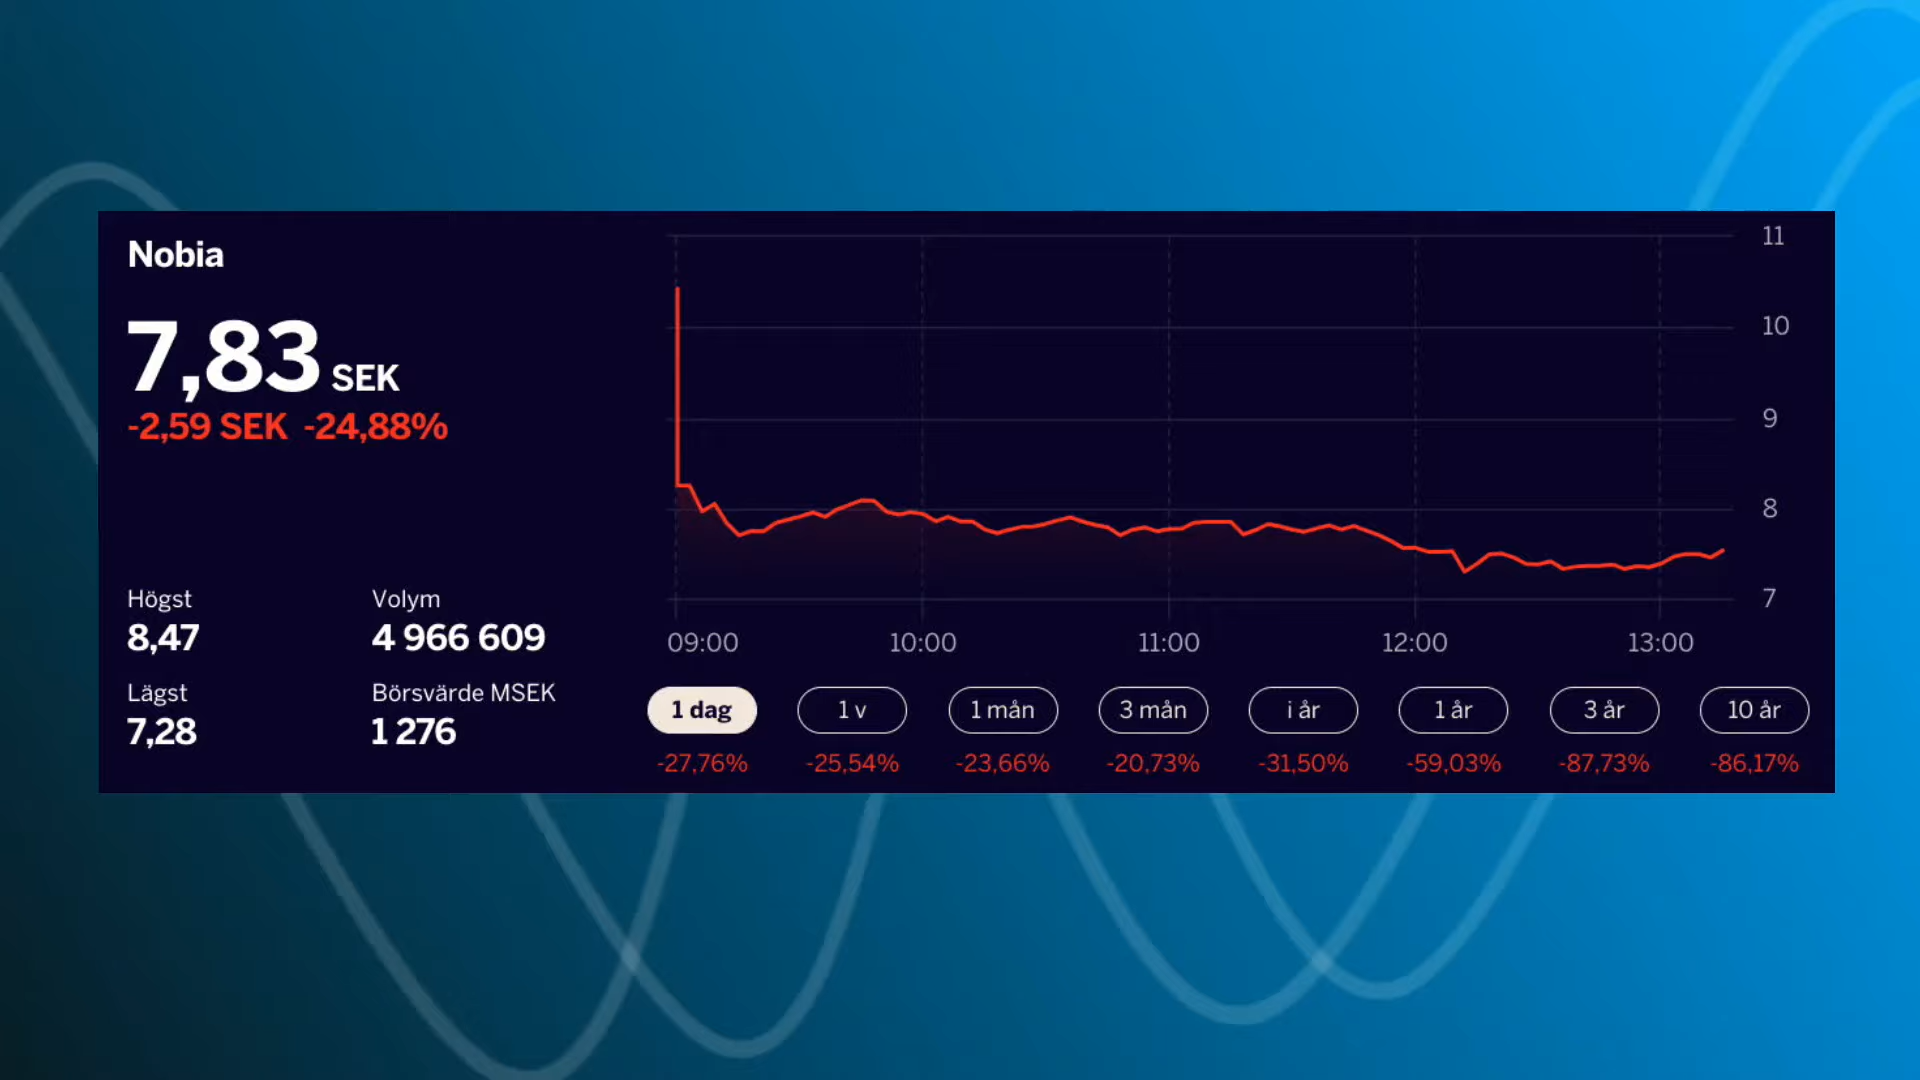 Nobia
7,83 SEK
-2,59 SEK -24,88%
Högst
8,47
Volym
4 966 609
Lägst
7,28
Börsvärde MSEK
1 276
11
10
9
8
7
09:00 10:00 11:00 12:00 13:00
1 dag 1 v 1 mån 3 mån i år 1 år 3 år 10 år
-27,76% -25,54% -23,66% -20,73% -31,50% -59,03% -87,73% -86,17%